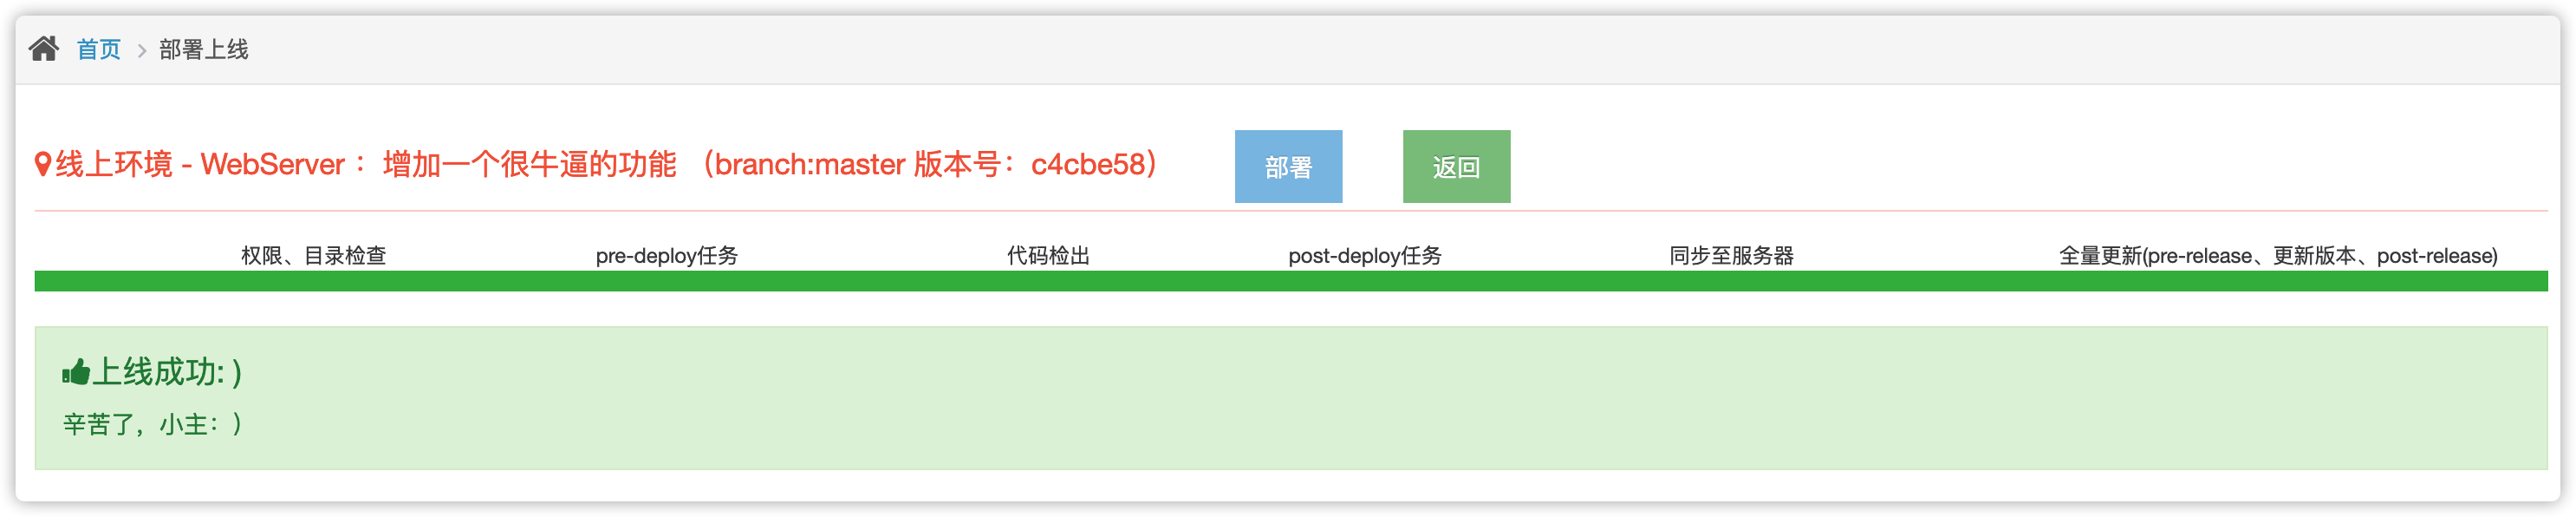 首页 > 部署上线
线上环境 - WebServer ：增加一个很牛逼的功能 （branch:master 版本号：c4cbe58） 部署 返回
权限、目录检查 pre-deploy任务 代码检出 post-deploy任务 同步至服务器 全量更新(pre-release、更新版本、post-release)
上线成功: )
辛苦了，小主：)